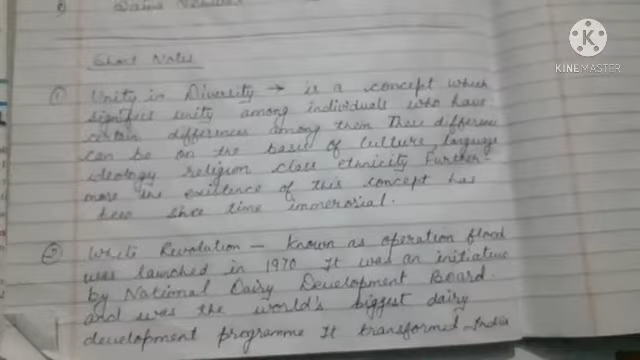 KINEMASTER
Short Notes
① Unity in Diversity → is a concept which
signifies unity among individuals who have
certain differences among them These difference
can be on the basis of culture, language
ideology religion class ethnicity Further-
more the existence of this concept has
been since time immemorial.
② White Revolution — known as operation flood
was launched in 1970 It was an initiative
by National Dairy Development Board.
and was the world's biggest dairy
development programme It transformed India